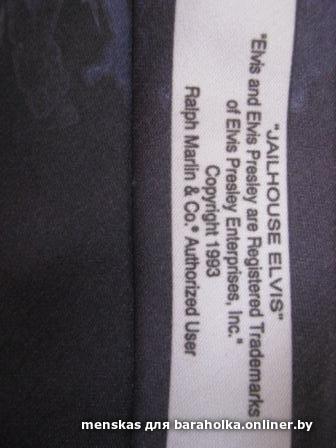 "JAILHOUSE ELVIS"
"Elvis and Elvis Presley are Registered Trademarks
of Elvis Presley Enterprises, Inc."
Copyright 1993
Ralph Marlin & Co.® Authorized User
menskas для baraholka.onliner.by